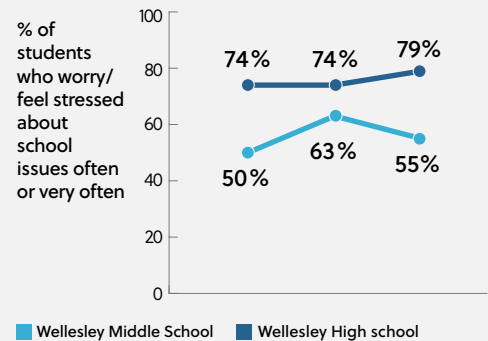 % of
students
who worry/
feel stressed
about
school
issues often
or very often
100
80
60
40
20
0
74%
74%
79%
50%
63%
55%
Wellesley Middle School
Wellesley High school